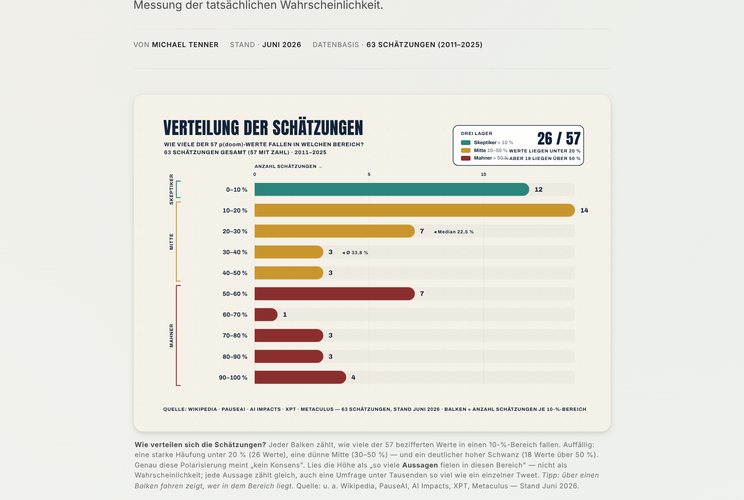 Messung der tatsächlichen Wahrscheinlichkeit.
VON MICHAEL TENNER STAND · JUNI 2026 DATENBASIS · 63 SCHÄTZUNGEN (2011–2025)
VERTEILUNG DER SCHÄTZUNGEN
WIE VIELE DER 57 p(doom)-WERTE FALLEN IN WELCHEN BEREICH?
63 SCHÄTZUNGEN GESAMT (57 MIT ZAHL) · 2011–2025
DREI LAGER
26 / 57
Skeptiker < 10 %
Mitte 10–50 %
WERTE LIEGEN UNTER 20 %
Mahner > 50 %
ABER 18 LIEGEN ÜBER 50 %
ANZAHL SCHÄTZUNGEN →
0 5 10
SKEPTIKER
0–10 % 12
MITTE
10–20 % 14
20–30 % 7 ◂ Median 22,5 %
30–40 % 3 ◂ Ø 33,8 %
40–50 % 3
MAHNER
50–60 % 7
60–70 % 1
70–80 % 3
80–90 % 3
90–100 % 4
QUELLE: WIKIPEDIA · PAUSEAI · AI IMPACTS · XPT · METACULUS — 63 SCHÄTZUNGEN, STAND JUNI 2026 · BALKEN = ANZAHL SCHÄTZUNGEN JE 10-%-BEREICH
Wie verteilen sich die Schätzungen? Jeder Balken zählt, wie viele der 57 bezifferten Werte in einen 10-%-Bereich fallen. Auffällig:
eine starke Häufung unter 20 % (26 Werte), eine dünne Mitte (30–50 %) — und ein deutlicher hoher Schwanz (18 Werte über 50 %).
Genau diese Polarisierung meint „kein Konsens". Lies die Höhe als „so viele Aussagen fielen in diesen Bereich" — nicht als
Wahrscheinlichkeit; jede Aussage zählt gleich, auch eine Umfrage unter Tausenden so viel wie ein einzelner Tweet. Tipp: über einen
Balken fahren zeigt, wer in dem Bereich liegt. Quelle: u. a. Wikipedia, PauseAI, AI Impacts, XPT, Metaculus — Stand Juni 2026.